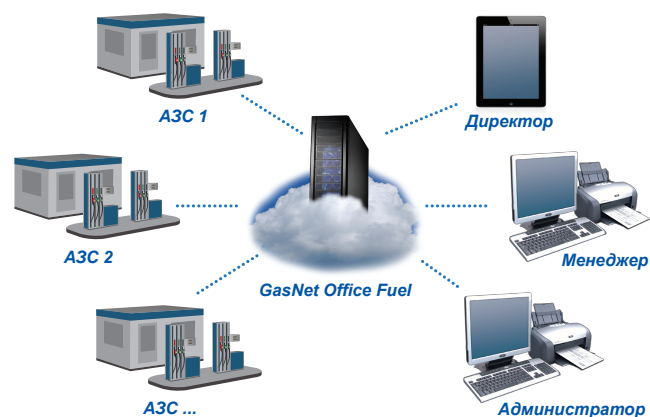 АЗС 1
Директор
АЗС 2
Менеджер
GasNet Office Fuel
АЗС ...
Администратор